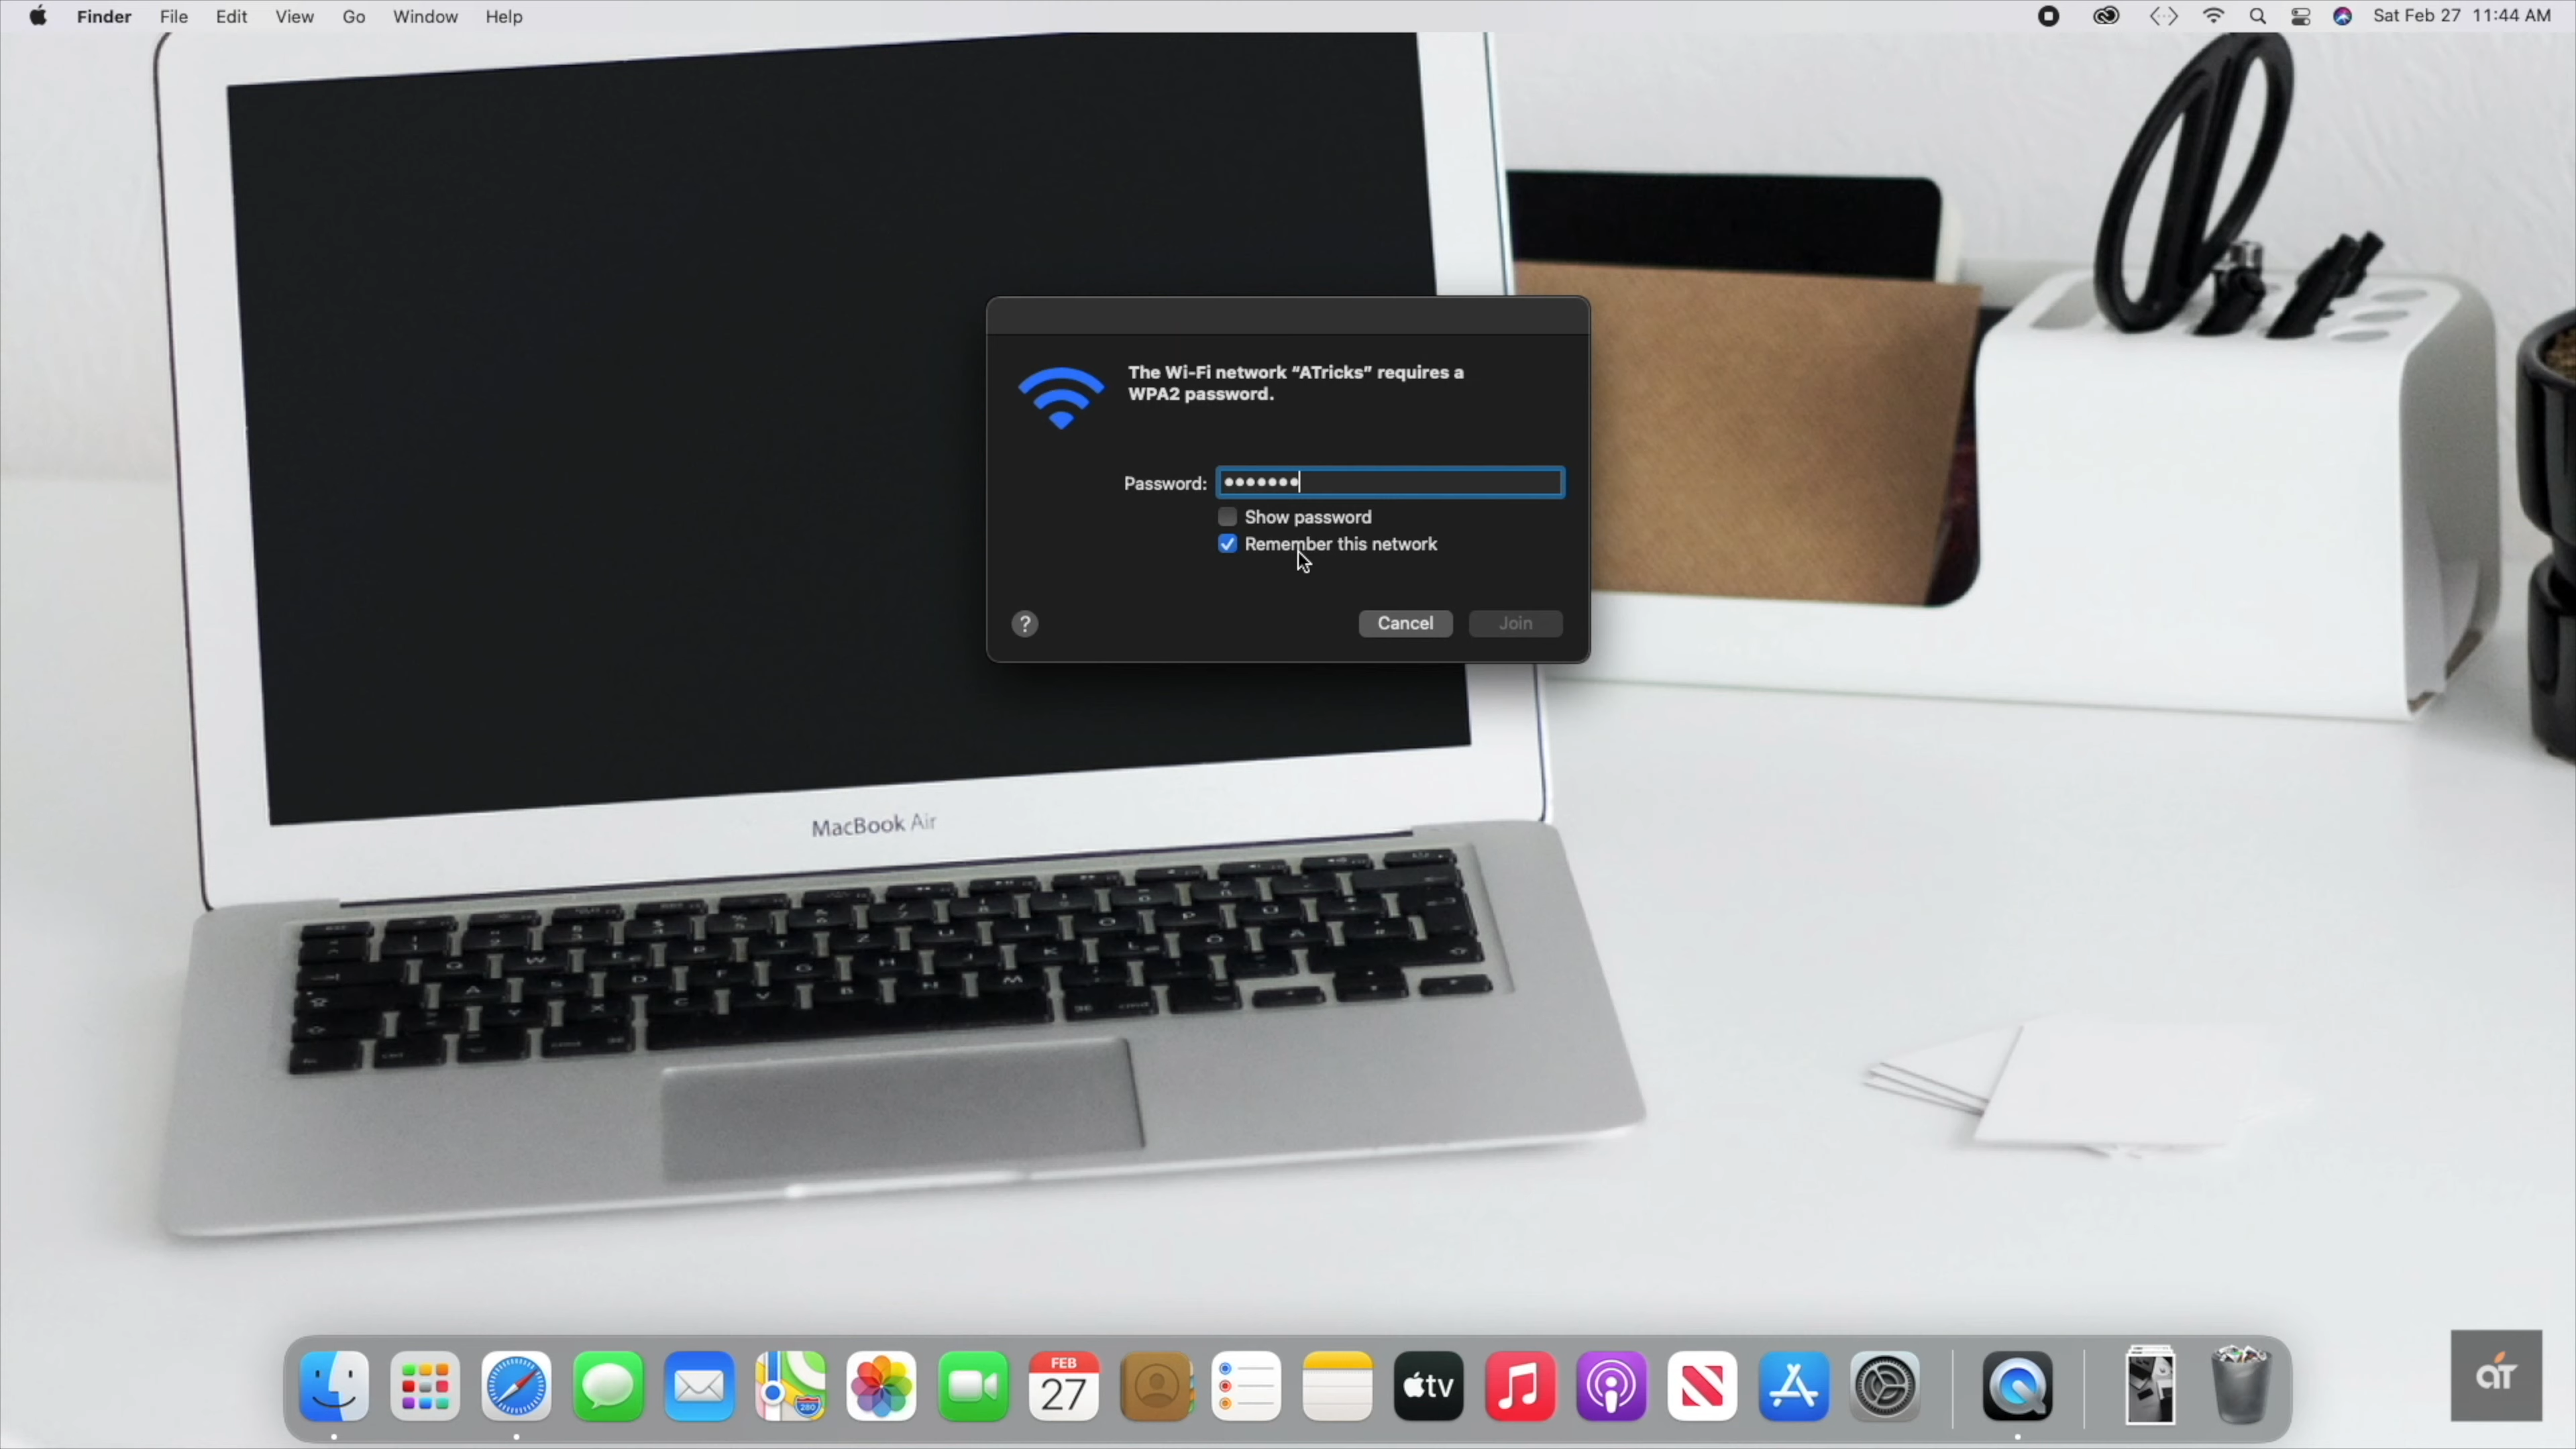 Finder File Edit View Go Window Help
Sat Feb 27 11:44 AM
The Wi-Fi network “ATricks” requires a
WPA2 password.
Password: •••••••
Show password
Remember this network
? Cancel Join
MacBook Air
FEB
27
280
tv
aT